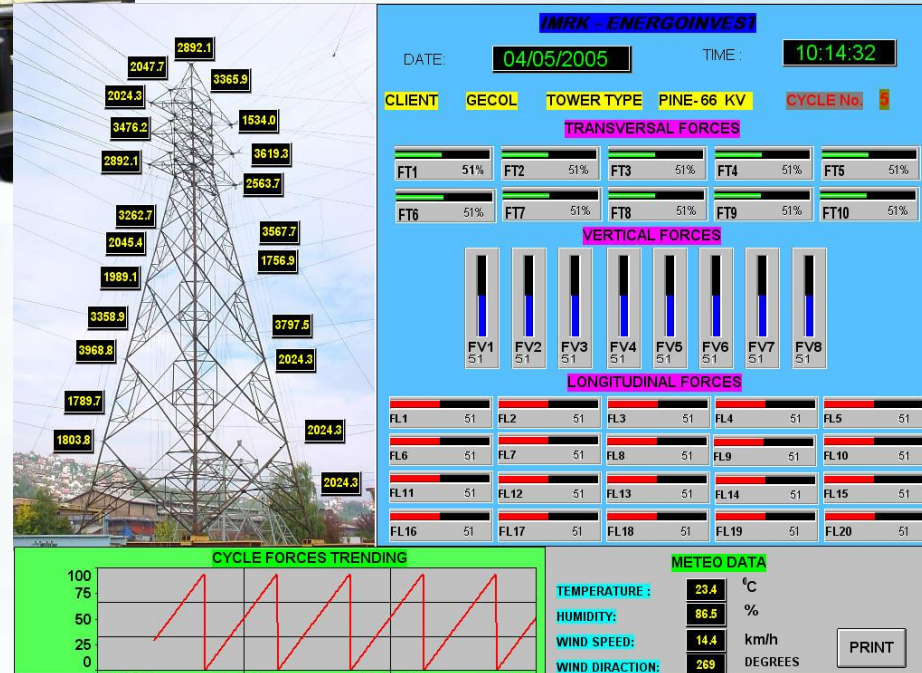 IMRK - ENERGOINVEST
DATE: 04/05/2005 TIME : 10:14:32
CLIENT GECOL TOWER TYPE PINE- 66 KV CYCLE No. 5
TRANSVERSAL FORCES
FT1 51% FT2 51% FT3 51% FT4 51% FT5 51%
FT6 51% FT7 51% FT8 51% FT9 51% FT10 51%
VERTICAL FORCES
FV1 FV2 FV3 FV4 FV5 FV6 FV7 FV8
51 51 51 51 51 51 51 51
LONGITUDINAL FORCES
FL1 51 FL2 51 FL3 51 FL4 51 FL5 51
FL6 51 FL7 51 FL8 51 FL9 51 FL10 51
FL11 51 FL12 51 FL13 51 FL14 51 FL15 51
FL16 51 FL17 51 FL18 51 FL19 51 FL20 51
2892.1
2047.7
3365.9
2024.3
1534.0
3476.2
3619.3
2892.1
2563.7
3262.7
3567.7
2045.4
1756.9
1989.1
3358.9
3797.5
3968.8
2024.3
1789.7
2024.3
1803.8
2024.3
CYCLE FORCES TRENDING
100
75
50
25
0
METEO DATA
TEMPERATURE : 23.4 °C
HUMIDITY: 86.5 %
WIND SPEED: 14.4 km/h
WIND DIRACTION: 269 DEGREES
PRINT